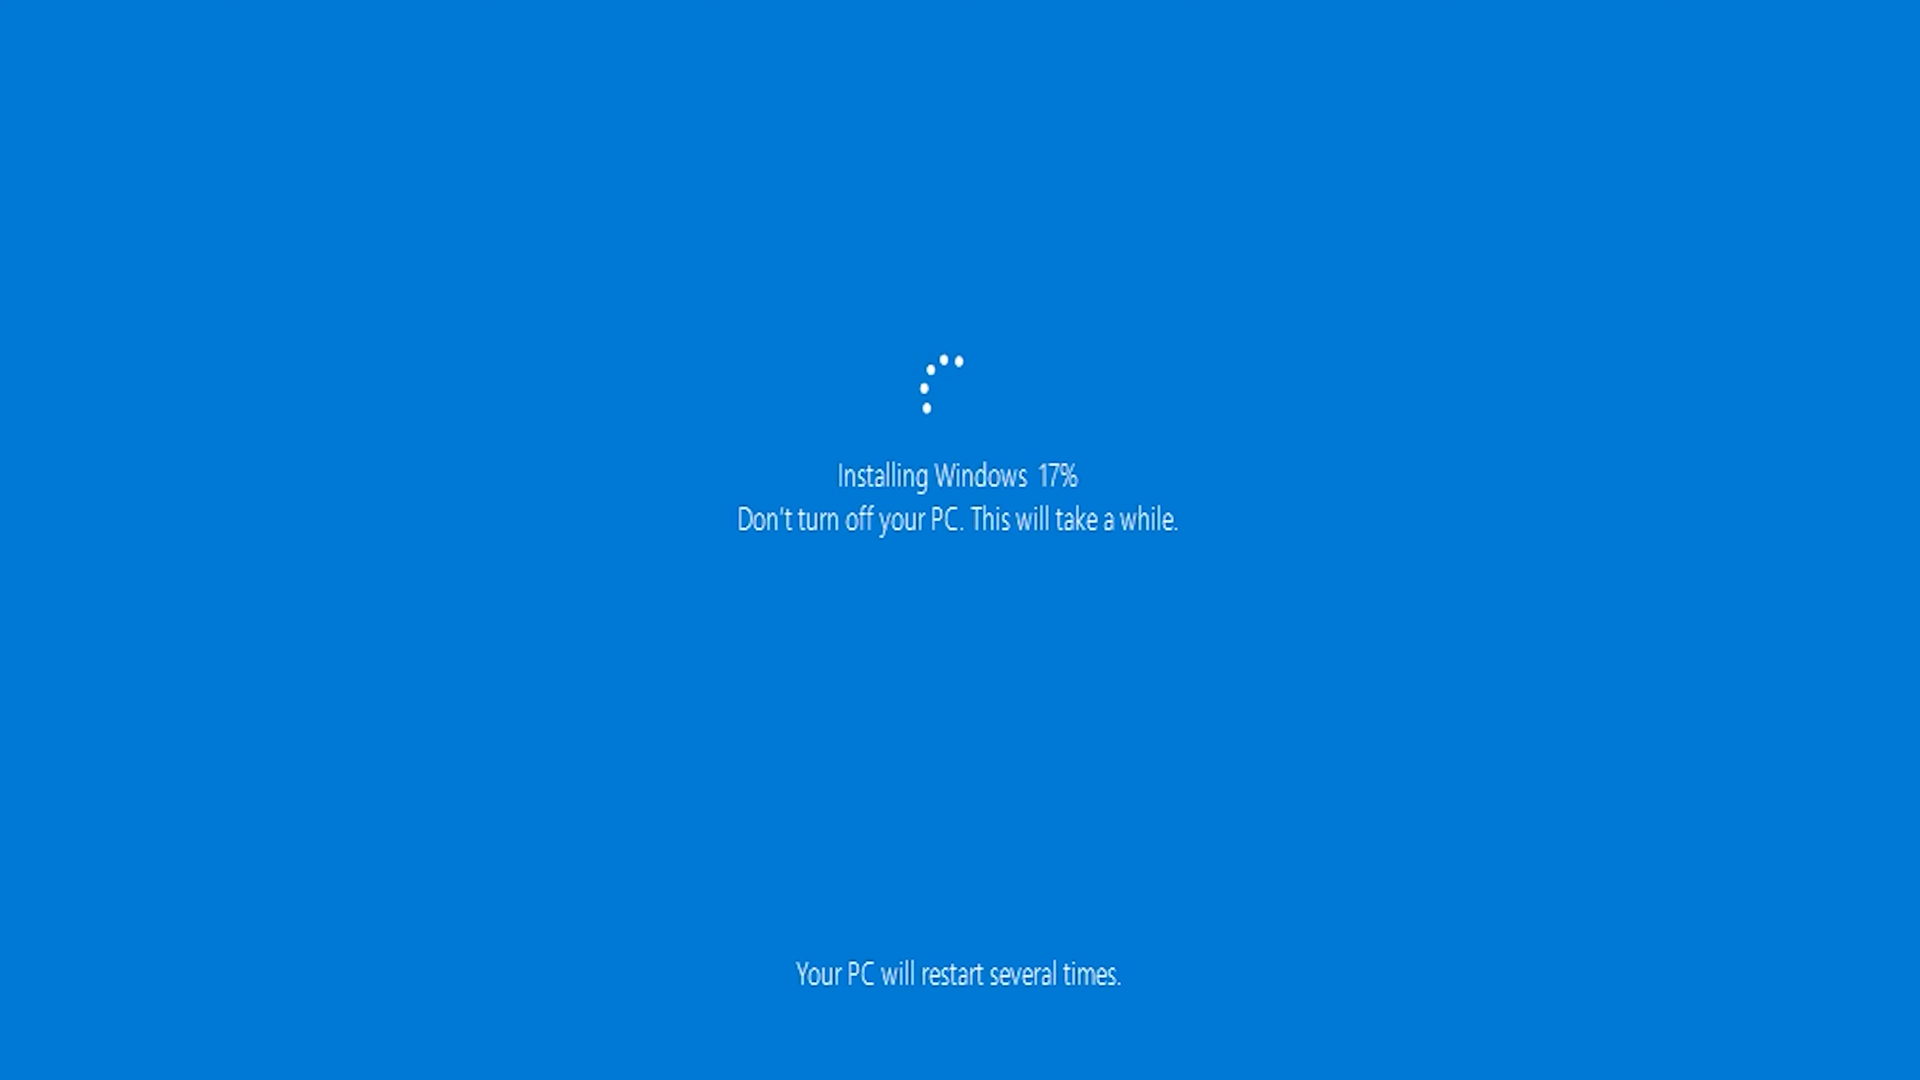 Installing Windows 17%
Don't turn off your PC. This will take a while.
Your PC will restart several times.